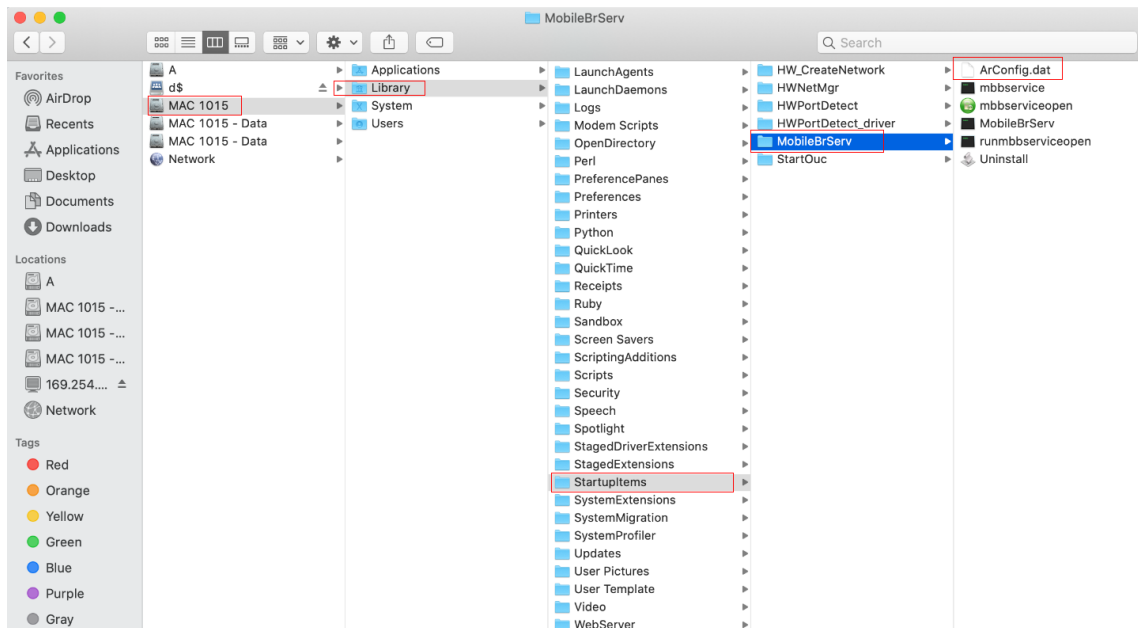 MobileBrServ
Search
Favorites
AirDrop
Recents
Applications
Desktop
Documents
Downloads
Locations
A
MAC 1015 -...
MAC 1015 -...
MAC 1015 -...
169.254....
Network
Tags
Red
Orange
Yellow
Green
Blue
Purple
Gray
A
d$
MAC 1015
MAC 1015 - Data
MAC 1015 - Data
Network
Applications
Library
System
Users
LaunchAgents
LaunchDaemons
Logs
Modem Scripts
OpenDirectory
Perl
PreferencePanes
Preferences
Printers
Python
QuickLook
QuickTime
Receipts
Ruby
Sandbox
Screen Savers
ScriptingAdditions
Scripts
Security
Speech
Spotlight
StagedDriverExtensions
StagedExtensions
StartupItems
SystemExtensions
SystemMigration
SystemProfiler
Updates
User Pictures
User Template
Video
WebServer
HW_CreateNetwork
HWNetMgr
HWPortDetect
HWPortDetect_driver
MobileBrServ
StartOuc
ArConfig.dat
mbbservice
mbbserviceopen
MobileBrServ
runmbbserviceopen
Uninstall